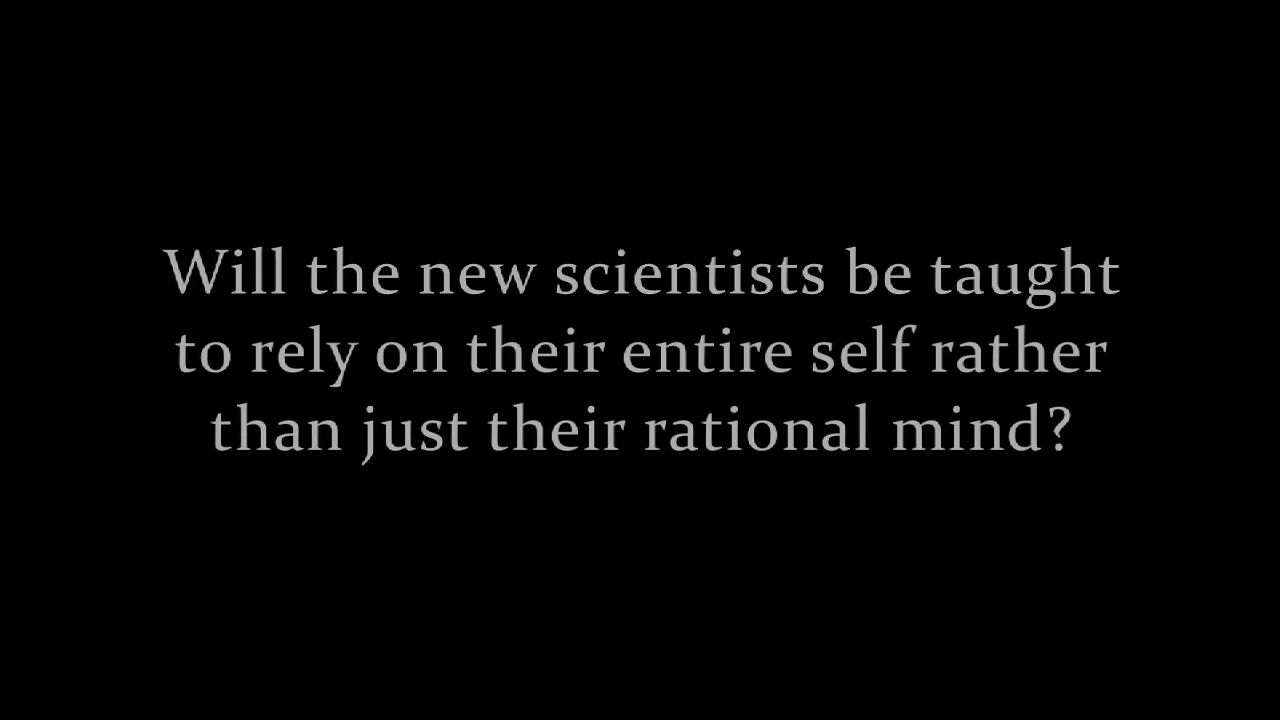 Will the new scientists be taught
to rely on their entire self rather
than just their rational mind?